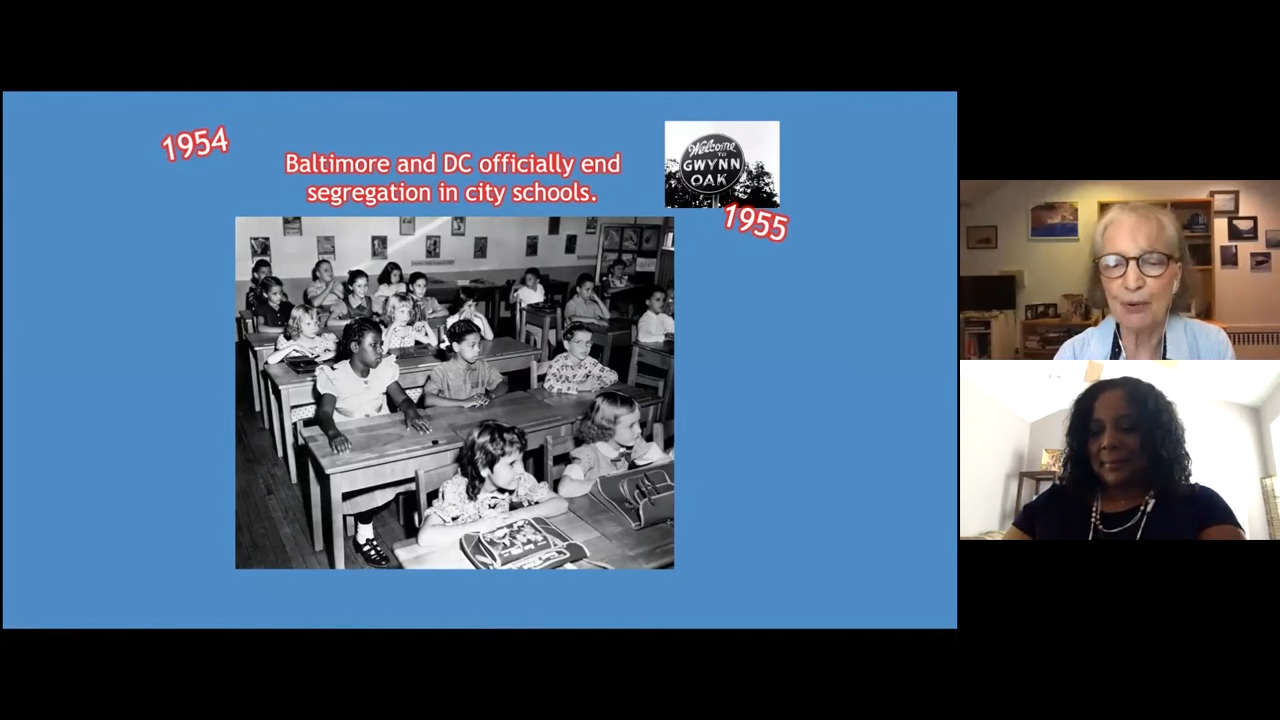 1954
Baltimore and DC officially end
segregation in city schools.
Welcome
TO
GWYNN
OAK
1955